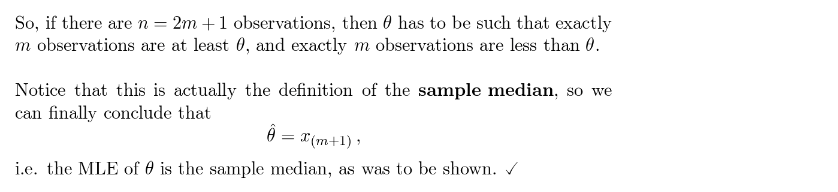 So, if there are n = 2m + 1 observations, then θ has to be such that exactly
m observations are at least θ, and exactly m observations are less than θ.
Notice that this is actually the definition of the sample median, so we
can finally conclude that
θ̂ = x₍ₘ₊₁₎ ,
i.e. the MLE of θ is the sample median, as was to be shown. ✓